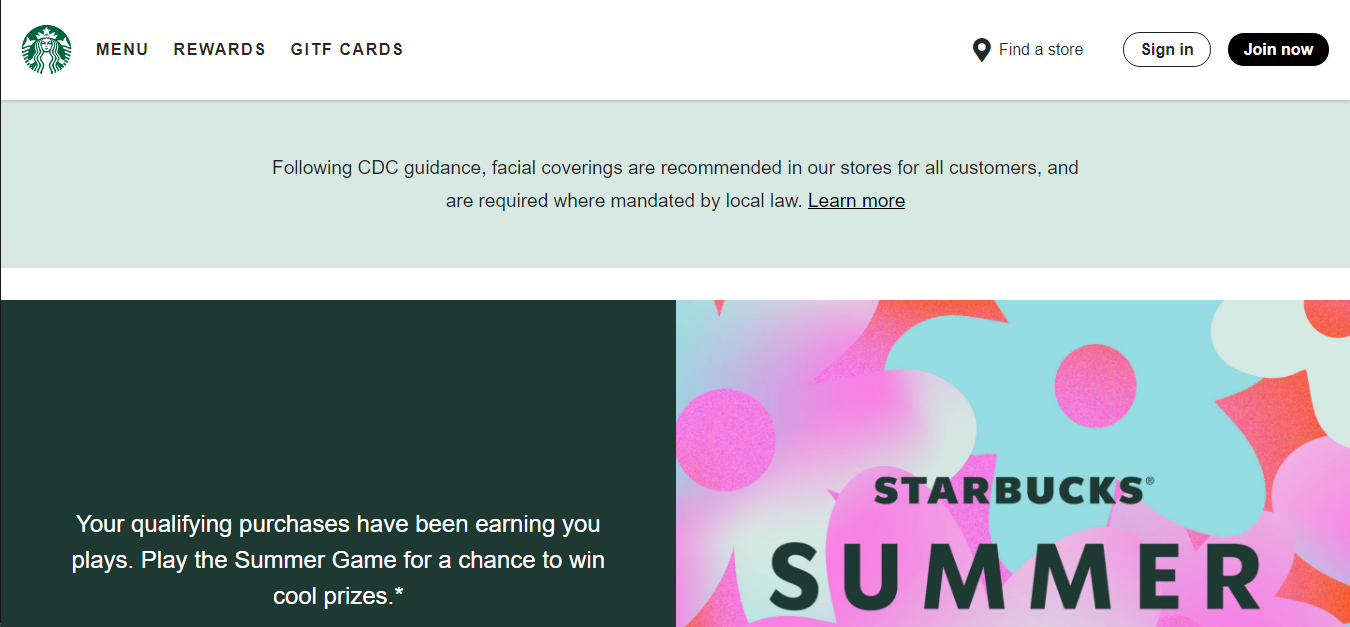 MENU REWARDS GITF CARDS Find a store Sign in Join now
Following CDC guidance, facial coverings are recommended in our stores for all customers, and
are required where mandated by local law. Learn more
Your qualifying purchases have been earning you
plays. Play the Summer Game for a chance to win
cool prizes.*
STARBUCKS®
SUMMER